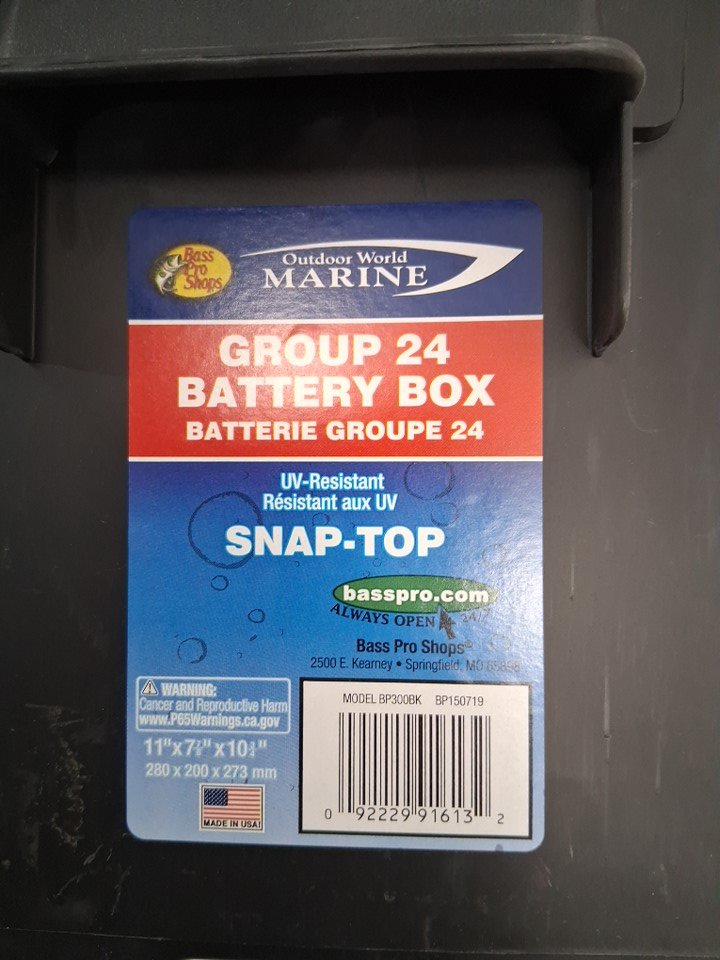 Bass
Pro
Shops
Outdoor World
MARINE
GROUP 24
BATTERY BOX
BATTERIE GROUPE 24
UV-Resistant
Résistant aux UV
SNAP-TOP
basspro.com
ALWAYS OPEN 24/7
Bass Pro Shops®
2500 E. Kearney • Springfield, MO 65898
⚠ WARNING:
Cancer and Reproductive Harm
www.P65Warnings.ca.gov
11" x 7⅞" x 10¾"
280 x 200 x 273 mm
MADE IN USA!
MODEL BP300BK BP150719
0 92229 91613 2